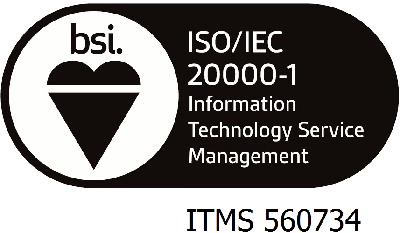 bsi.
ISO/IEC
20000-1
Information
Technology Service
Management
ITMS 560734